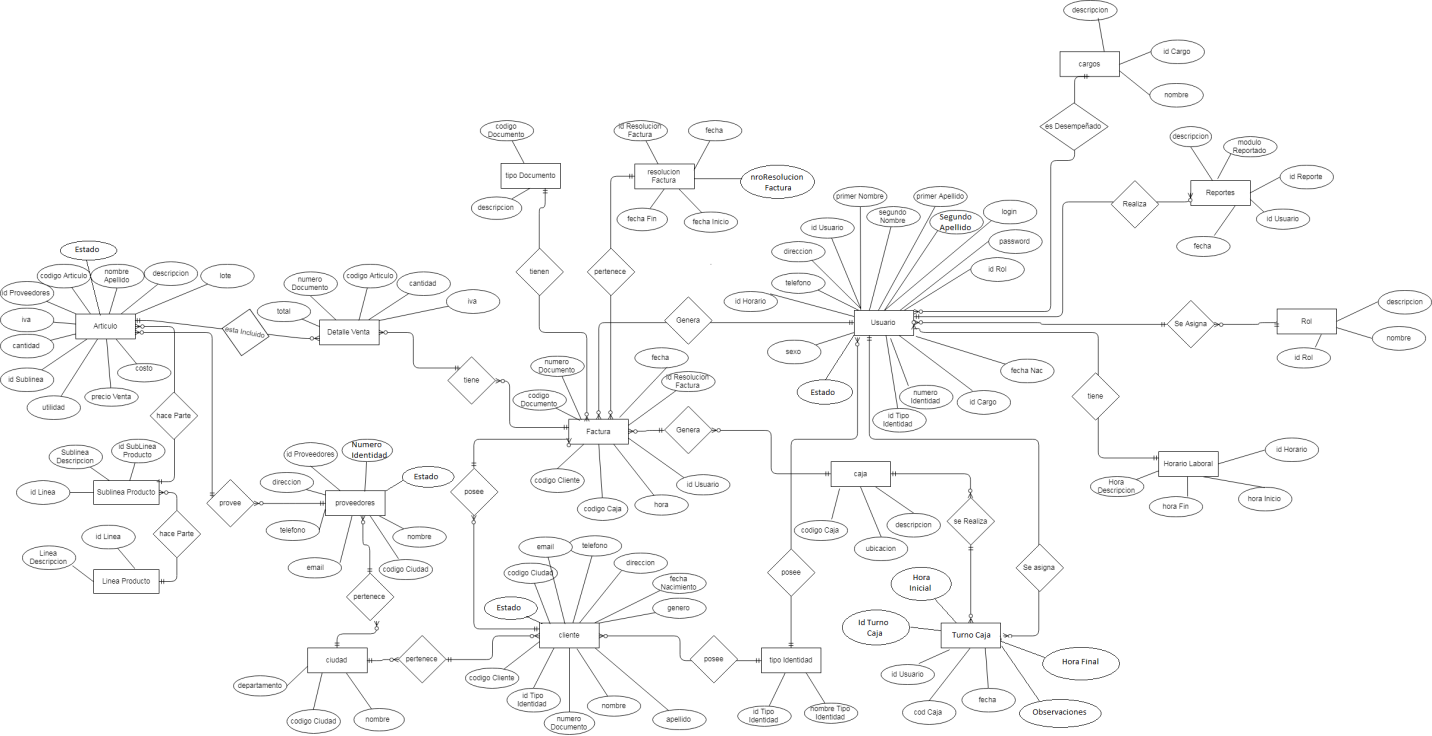 descripcion
cargos
id Cargo
nombre
es Desempeñado
codigo
Documento
tipo Documento
descripcion
id Resolucion
Factura
fecha
resolucion
Factura
nroResolucion
Factura
fecha Fin
fecha Inicio
descripcion
modulo
Reportado
Reportes
id Reporte
id Usuario
fecha
Realiza
primer Nombre
segundo
Nombre
primer Apellido
Segundo
Apellido
login
password
id Rol
id Usuario
direccion
telefono
id Horario
Usuario
sexo
Estado
id Tipo
Identidad
numero
Identidad
id Cargo
fecha Nac
Se Asigna
Rol
descripcion
nombre
id Rol
tienen
pertenece
Genera
Estado
codigo Articulo
nombre
Apellido
descripcion
lote
id Proveedores
iva
cantidad
id Sublinea
utilidad
precio Venta
costo
Articulo
esta Incluido
numero
Documento
codigo Articulo
cantidad
iva
total
Detalle Venta
tiene
numero
Documento
fecha
id Resolucion
Factura
codigo
Documento
Factura
codigo Cliente
codigo Caja
hora
id Usuario
Genera
tiene
Horario Laboral
id Horario
Hora
Descripcion
hora Fin
hora Inicio
hace Parte
Sublinea
Descripcion
id SubLinea
Producto
id Linea
Sublinea Producto
hace Parte
id Linea
Linea
Descripcion
Linea Producto
provee
id Proveedores
Numero
Identidad
Estado
direccion
proveedores
telefono
email
codigo Ciudad
nombre
posee
caja
codigo Caja
ubicacion
descripcion
se Realiza
posee
Se asigna
pertenece
email
telefono
direccion
codigo Ciudad
fecha
Nacimiento
genero
Estado
cliente
codigo Cliente
id Tipo
Identidad
numero
Documento
nombre
apellido
ciudad
departamento
codigo Ciudad
nombre
pertenece
posee
tipo Identidad
id Tipo
Identidad
nombre Tipo
Identidad
Hora
Inicial
Id Turno
Caja
Turno Caja
id Usuario
cod Caja
fecha
Observaciones
Hora Final